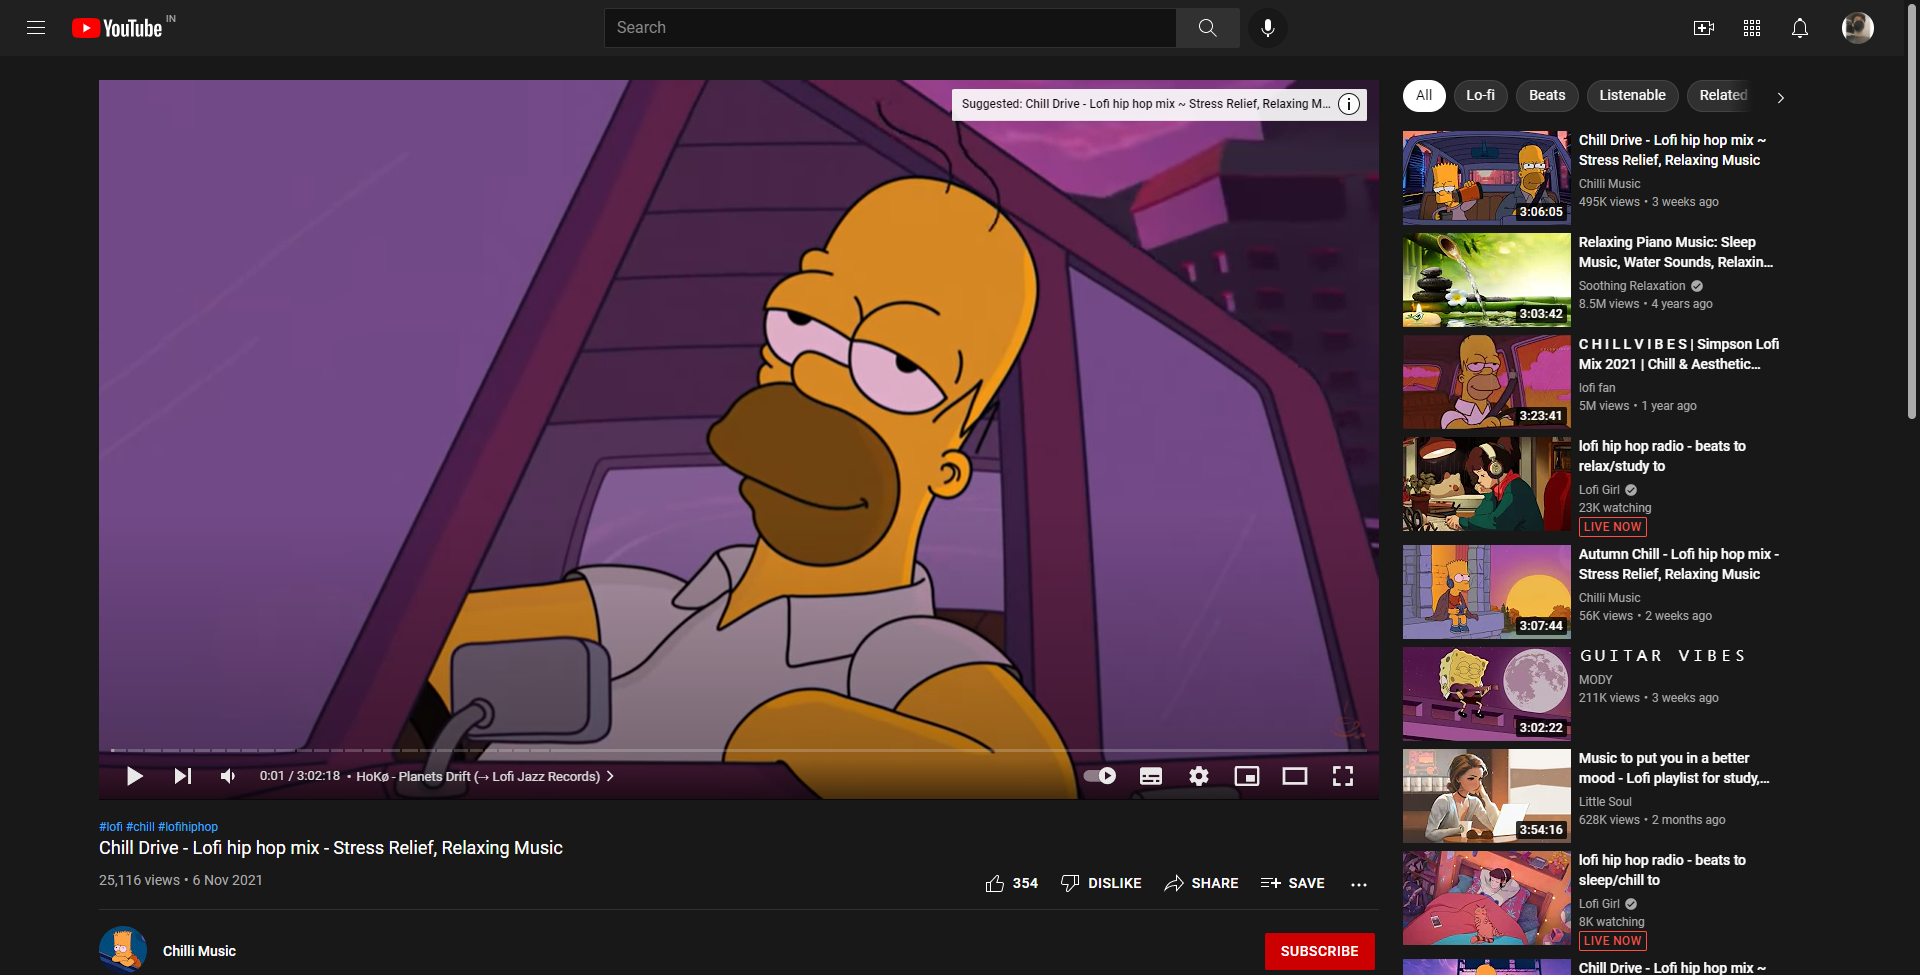 YouTube IN
Search
Suggested: Chill Drive - Lofi hip hop mix ~ Stress Relief, Relaxing M...
0:01 / 3:02:18 • HoKø - Planets Drift (→ Lofi Jazz Records)
#lofi #chill #lofihiphop
Chill Drive - Lofi hip hop mix - Stress Relief, Relaxing Music
25,116 views • 6 Nov 2021
354 DISLIKE SHARE SAVE
Chilli Music
SUBSCRIBE
All Lo-fi Beats Listenable Related
Chill Drive - Lofi hip hop mix ~
Stress Relief, Relaxing Music
Chilli Music
495K views • 3 weeks ago
3:06:05
Relaxing Piano Music: Sleep
Music, Water Sounds, Relaxin...
Soothing Relaxation
8.5M views • 4 years ago
3:03:42
C H I L L V I B E S | Simpson Lofi
Mix 2021 | Chill & Aesthetic...
lofi fan
5M views • 1 year ago
3:23:41
lofi hip hop radio - beats to
relax/study to
Lofi Girl
23K watching
LIVE NOW
Autumn Chill - Lofi hip hop mix -
Stress Relief, Relaxing Music
Chilli Music
56K views • 2 weeks ago
3:07:44
G U I T A R V I B E S
MODY
211K views • 3 weeks ago
3:02:22
Music to put you in a better
mood - Lofi playlist for study,...
Little Soul
628K views • 2 months ago
3:54:16
lofi hip hop radio - beats to
sleep/chill to
Lofi Girl
8K watching
LIVE NOW
Chill Drive - Lofi hip hop mix ~